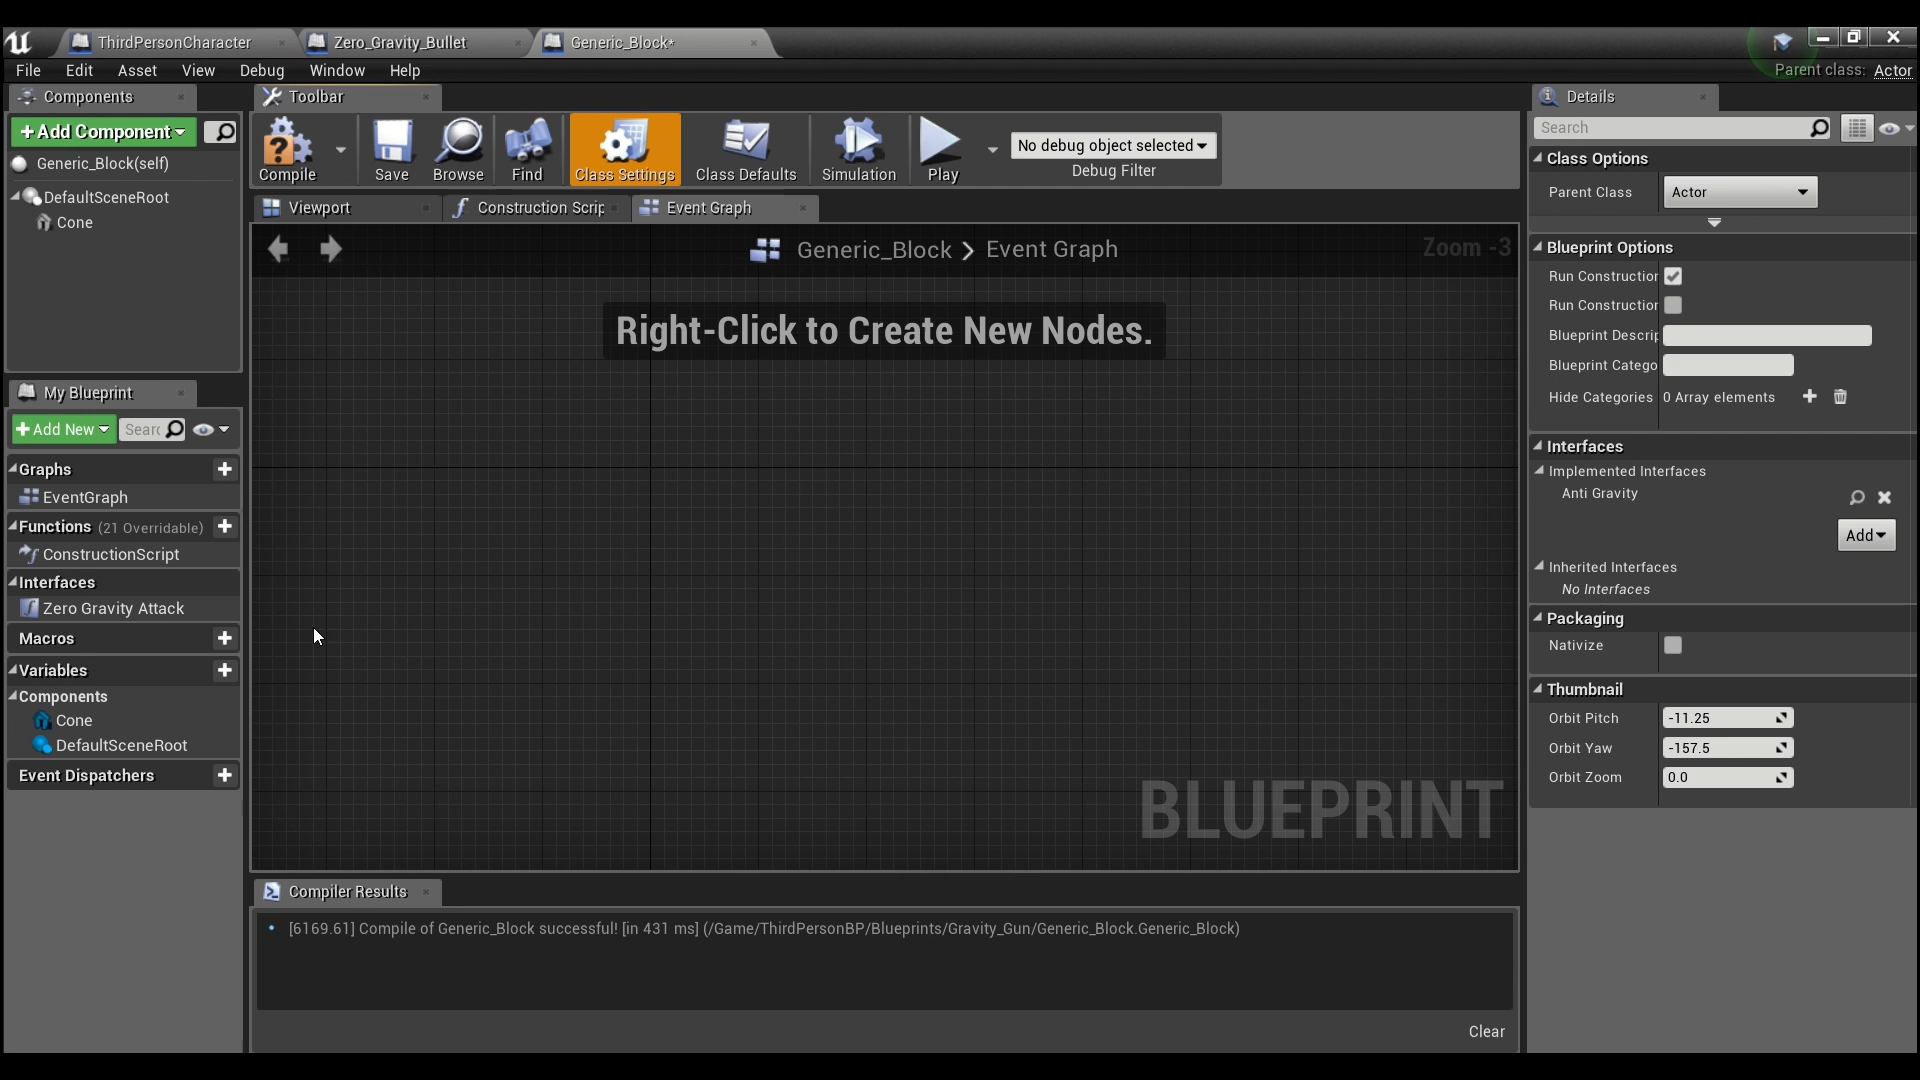 ThirdPersonCharacter
Zero_Gravity_Bullet
Generic_Block*
File Edit Asset View Debug Window Help
Parent class: Actor
Components
+Add Component
Generic_Block(self)
DefaultSceneRoot
Cone
My Blueprint
+Add New
Searc
Graphs
EventGraph
Functions (21 Overridable)
ConstructionScript
Interfaces
Zero Gravity Attack
Macros
Variables
Components
Cone
DefaultSceneRoot
Event Dispatchers
Toolbar
Compile
Save
Browse
Find
Class Settings
Class Defaults
Simulation
Play
No debug object selected
Debug Filter
Viewport
Construction Scrip
Event Graph
Generic_Block > Event Graph
Zoom -3
Right-Click to Create New Nodes.
BLUEPRINT
Compiler Results
[6169.61] Compile of Generic_Block successful! [in 431 ms] (/Game/ThirdPersonBP/Blueprints/Gravity_Gun/Generic_Block.Generic_Block)
Clear
Details
Search
Class Options
Parent Class Actor
Blueprint Options
Run Construction
Run Construction
Blueprint Descrip
Blueprint Catego
Hide Categories 0 Array elements
Interfaces
Implemented Interfaces
Anti Gravity
Add
Inherited Interfaces
No Interfaces
Packaging
Nativize
Thumbnail
Orbit Pitch -11.25
Orbit Yaw -157.5
Orbit Zoom 0.0